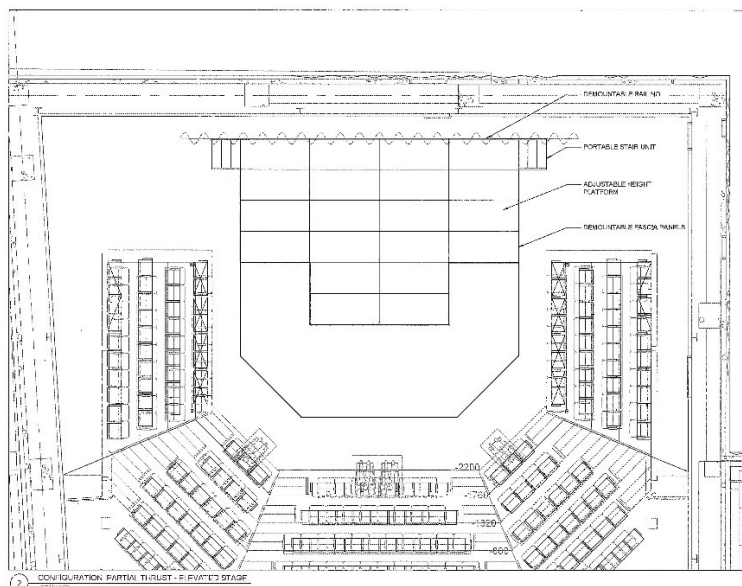 DEMOUNTABLE RAILING
PORTABLE STAIR UNIT
ADJUSTABLE HEIGHT
PLATFORM
DEMOUNTABLE FASCIA PANELS
-2200
-1760
-1320
-880
2
CONFIGURATION PARTIAL THRUST - ELEVATED STAGE